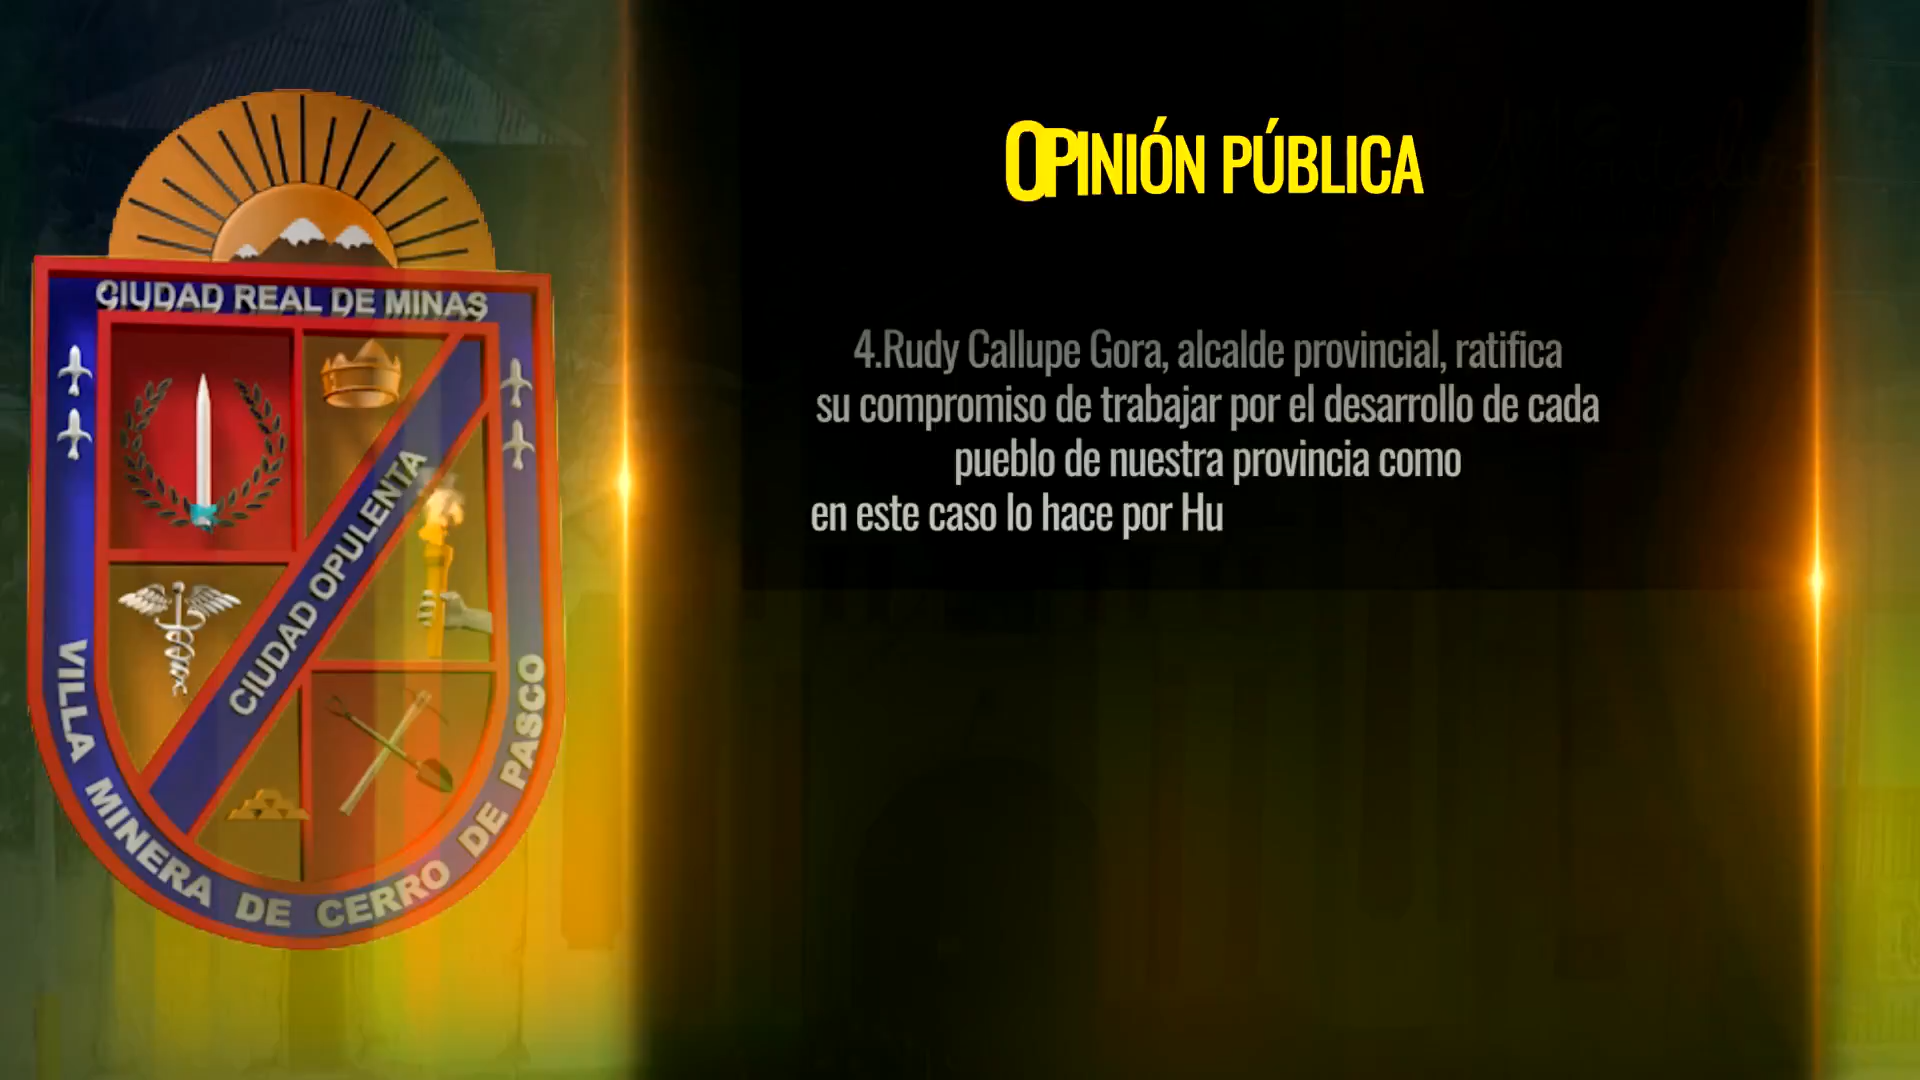 CIUDAD REAL DE MINAS
CIUDAD OPULENTA
VILLA MINERA DE CERRO DE PASCO
OPINIÓN PÚBLICA
4.Rudy Callupe Gora, alcalde provincial, ratifica
su compromiso de trabajar por el desarrollo de cada
pueblo de nuestra provincia como
en este caso lo hace por Hu